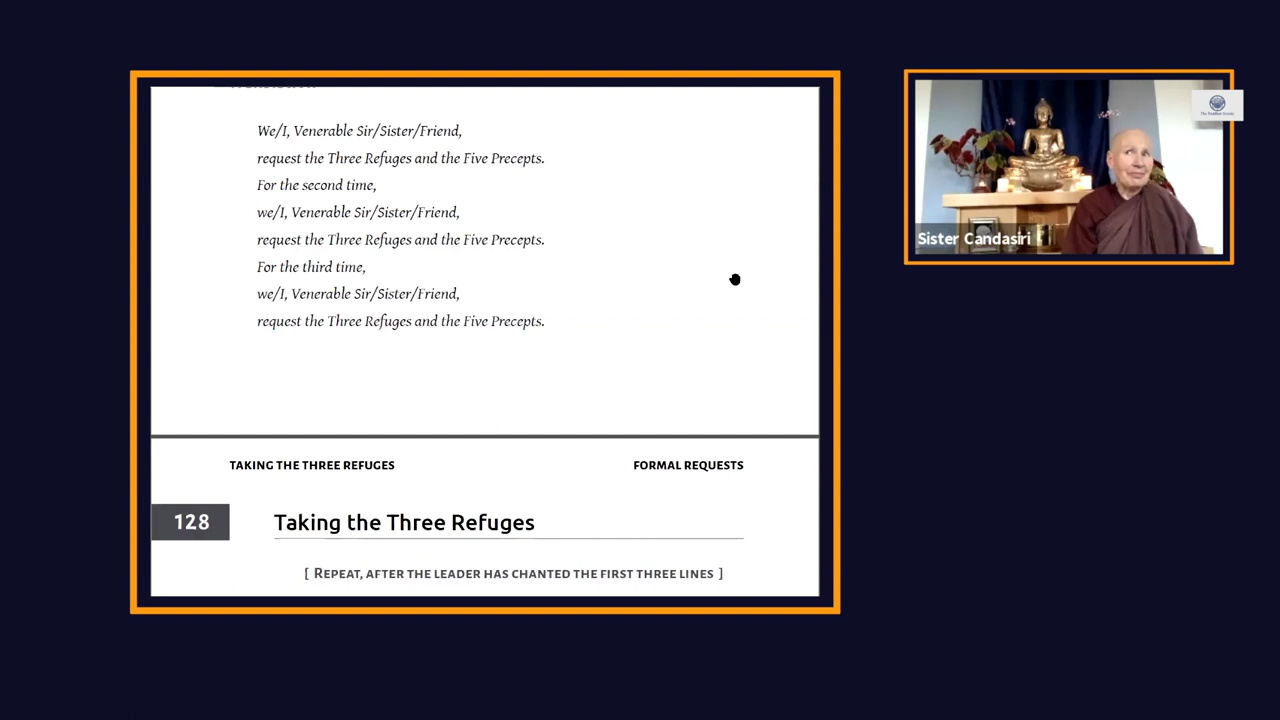 We/I, Venerable Sir/Sister/Friend,
request the Three Refuges and the Five Precepts.
For the second time,
we/I, Venerable Sir/Sister/Friend,
request the Three Refuges and the Five Precepts.
For the third time,
we/I, Venerable Sir/Sister/Friend,
request the Three Refuges and the Five Precepts.
TAKING THE THREE REFUGES
FORMAL REQUESTS
128
Taking the Three Refuges
[ REPEAT, AFTER THE LEADER HAS CHANTED THE FIRST THREE LINES ]
Sister Candasiri
The Buddhist Society